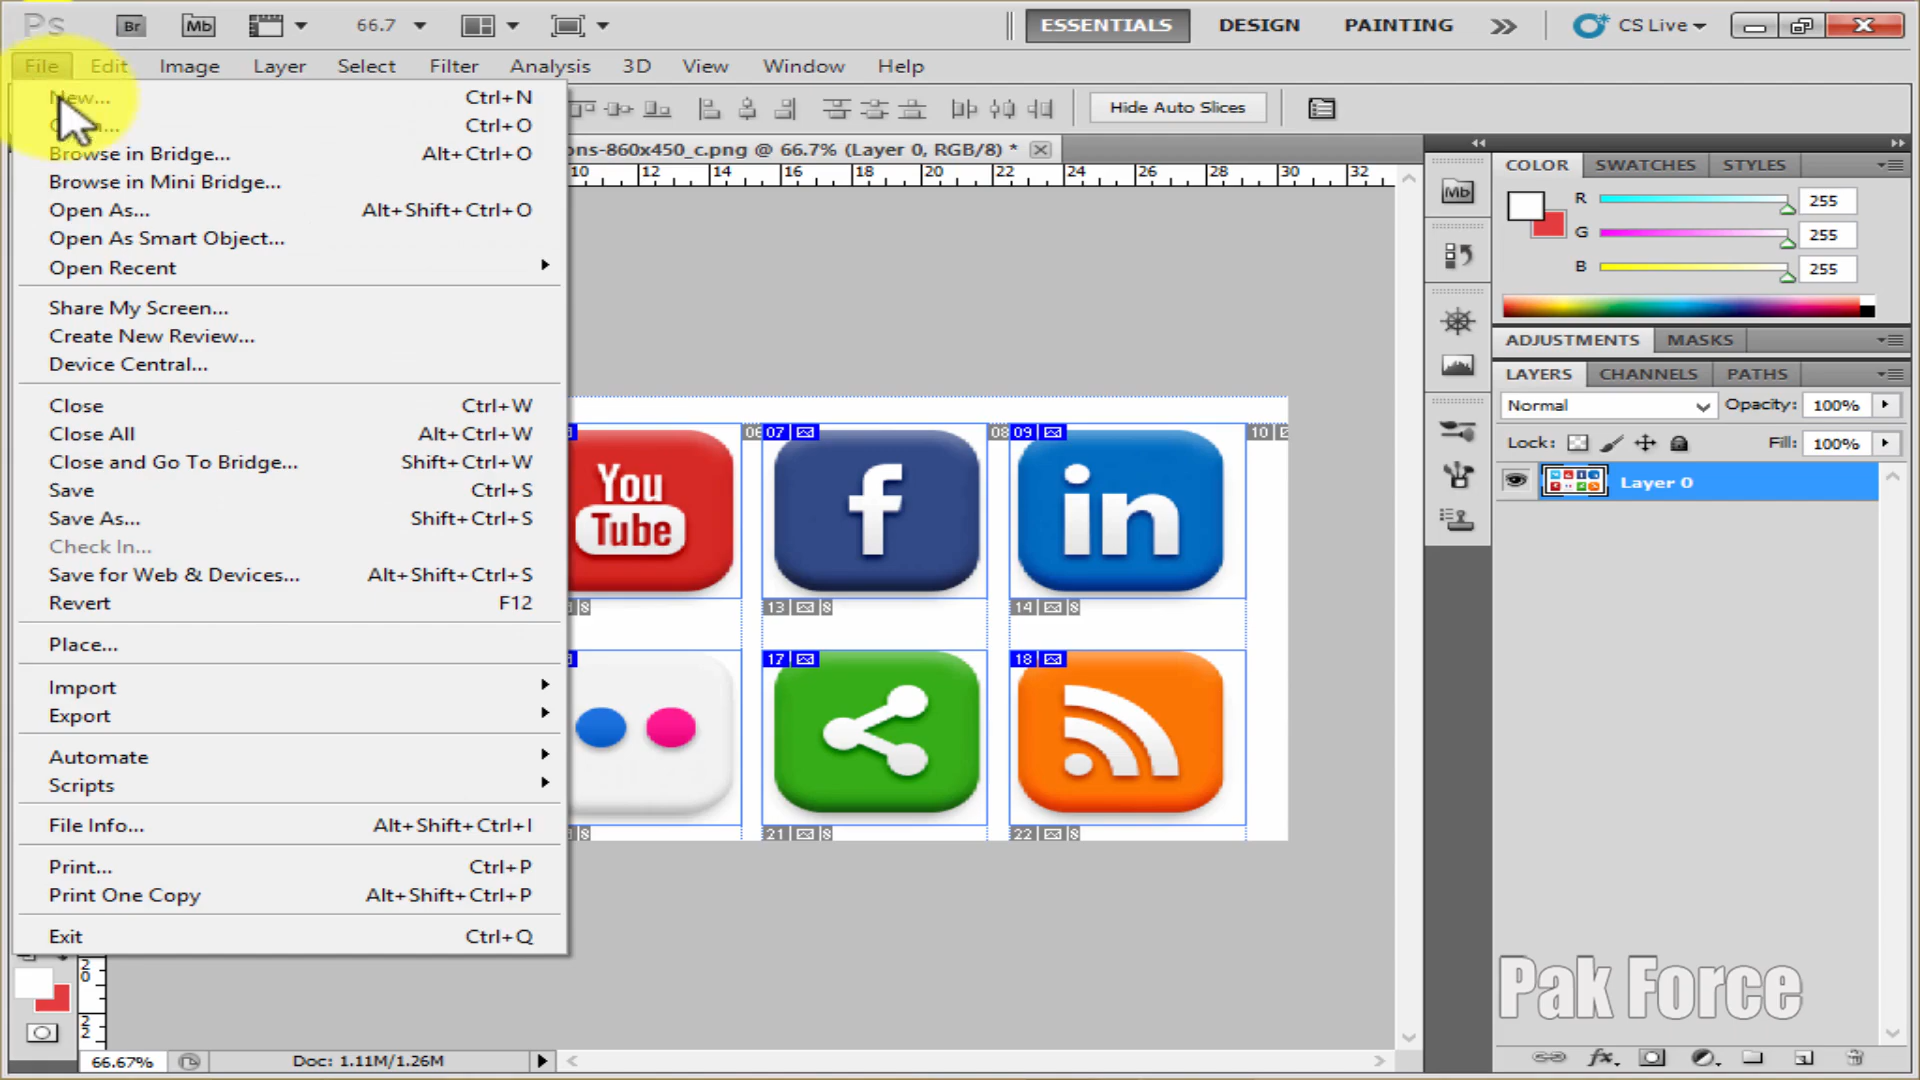 Ps Br Mb 66.7 ESSENTIALS DESIGN PAINTING CS Live
File Edit Image Layer Select Filter Analysis 3D View Window Help
New... Ctrl+N
Ctrl+O
Browse in Bridge... Alt+Ctrl+O
Browse in Mini Bridge...
Open As... Alt+Shift+Ctrl+O
Open As Smart Object...
Open Recent
Share My Screen...
Create New Review...
Device Central...
Close Ctrl+W
Close All Alt+Ctrl+W
Close and Go To Bridge... Shift+Ctrl+W
Save Ctrl+S
Save As... Shift+Ctrl+S
Check In...
Save for Web & Devices... Alt+Shift+Ctrl+S
Revert F12
Place...
Import
Export
Automate
Scripts
File Info... Alt+Shift+Ctrl+I
Print... Ctrl+P
Print One Copy Alt+Shift+Ctrl+P
Exit Ctrl+Q
Hide Auto Slices
ons-860x450_c.png @ 66.7% (Layer 0, RGB/8) *
10 12 14 16 18 20 22 24 26 28 30 32
07 08 09 10
You
Tube
f
in
13 14
17 18
21 22
20
22
66.67% Doc: 1.11M/1.26M
Mb
COLOR SWATCHES STYLES
R 255
G 255
B 255
ADJUSTMENTS MASKS
LAYERS CHANNELS PATHS
Normal Opacity: 100%
Lock: Fill: 100%
Layer 0
Pak Force
fx